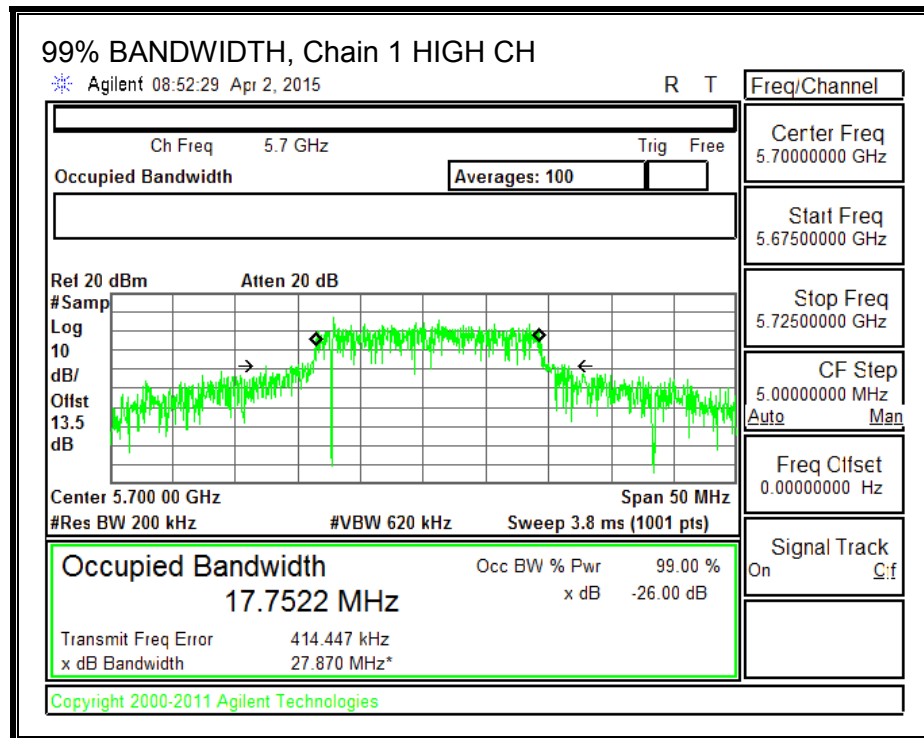 99% BANDWIDTH, Chain 1 HIGH CH
Agilent 08:52:29 Apr 2, 2015 R T
Freq/Channel
Ch Freq 5.7 GHz Trig Free
Occupied Bandwidth Averages: 100
Center Freq
5.70000000 GHz
Start Freq
5.67500000 GHz
Stop Freq
5.72500000 GHz
CF Step
5.00000000 MHz
Auto Man
Freq Offset
0.00000000 Hz
Signal Track
On Off
Ref 20 dBm Atten 20 dB
#Samp
Log
10
dB/
Offst
13.5
dB
Center 5.700 00 GHz Span 50 MHz
#Res BW 200 kHz #VBW 620 kHz Sweep 3.8 ms (1001 pts)
Occupied Bandwidth
17.7522 MHz
Occ BW % Pwr 99.00 %
x dB -26.00 dB
Transmit Freq Error 414.447 kHz
x dB Bandwidth 27.870 MHz*
Copyright 2000-2011 Agilent Technologies